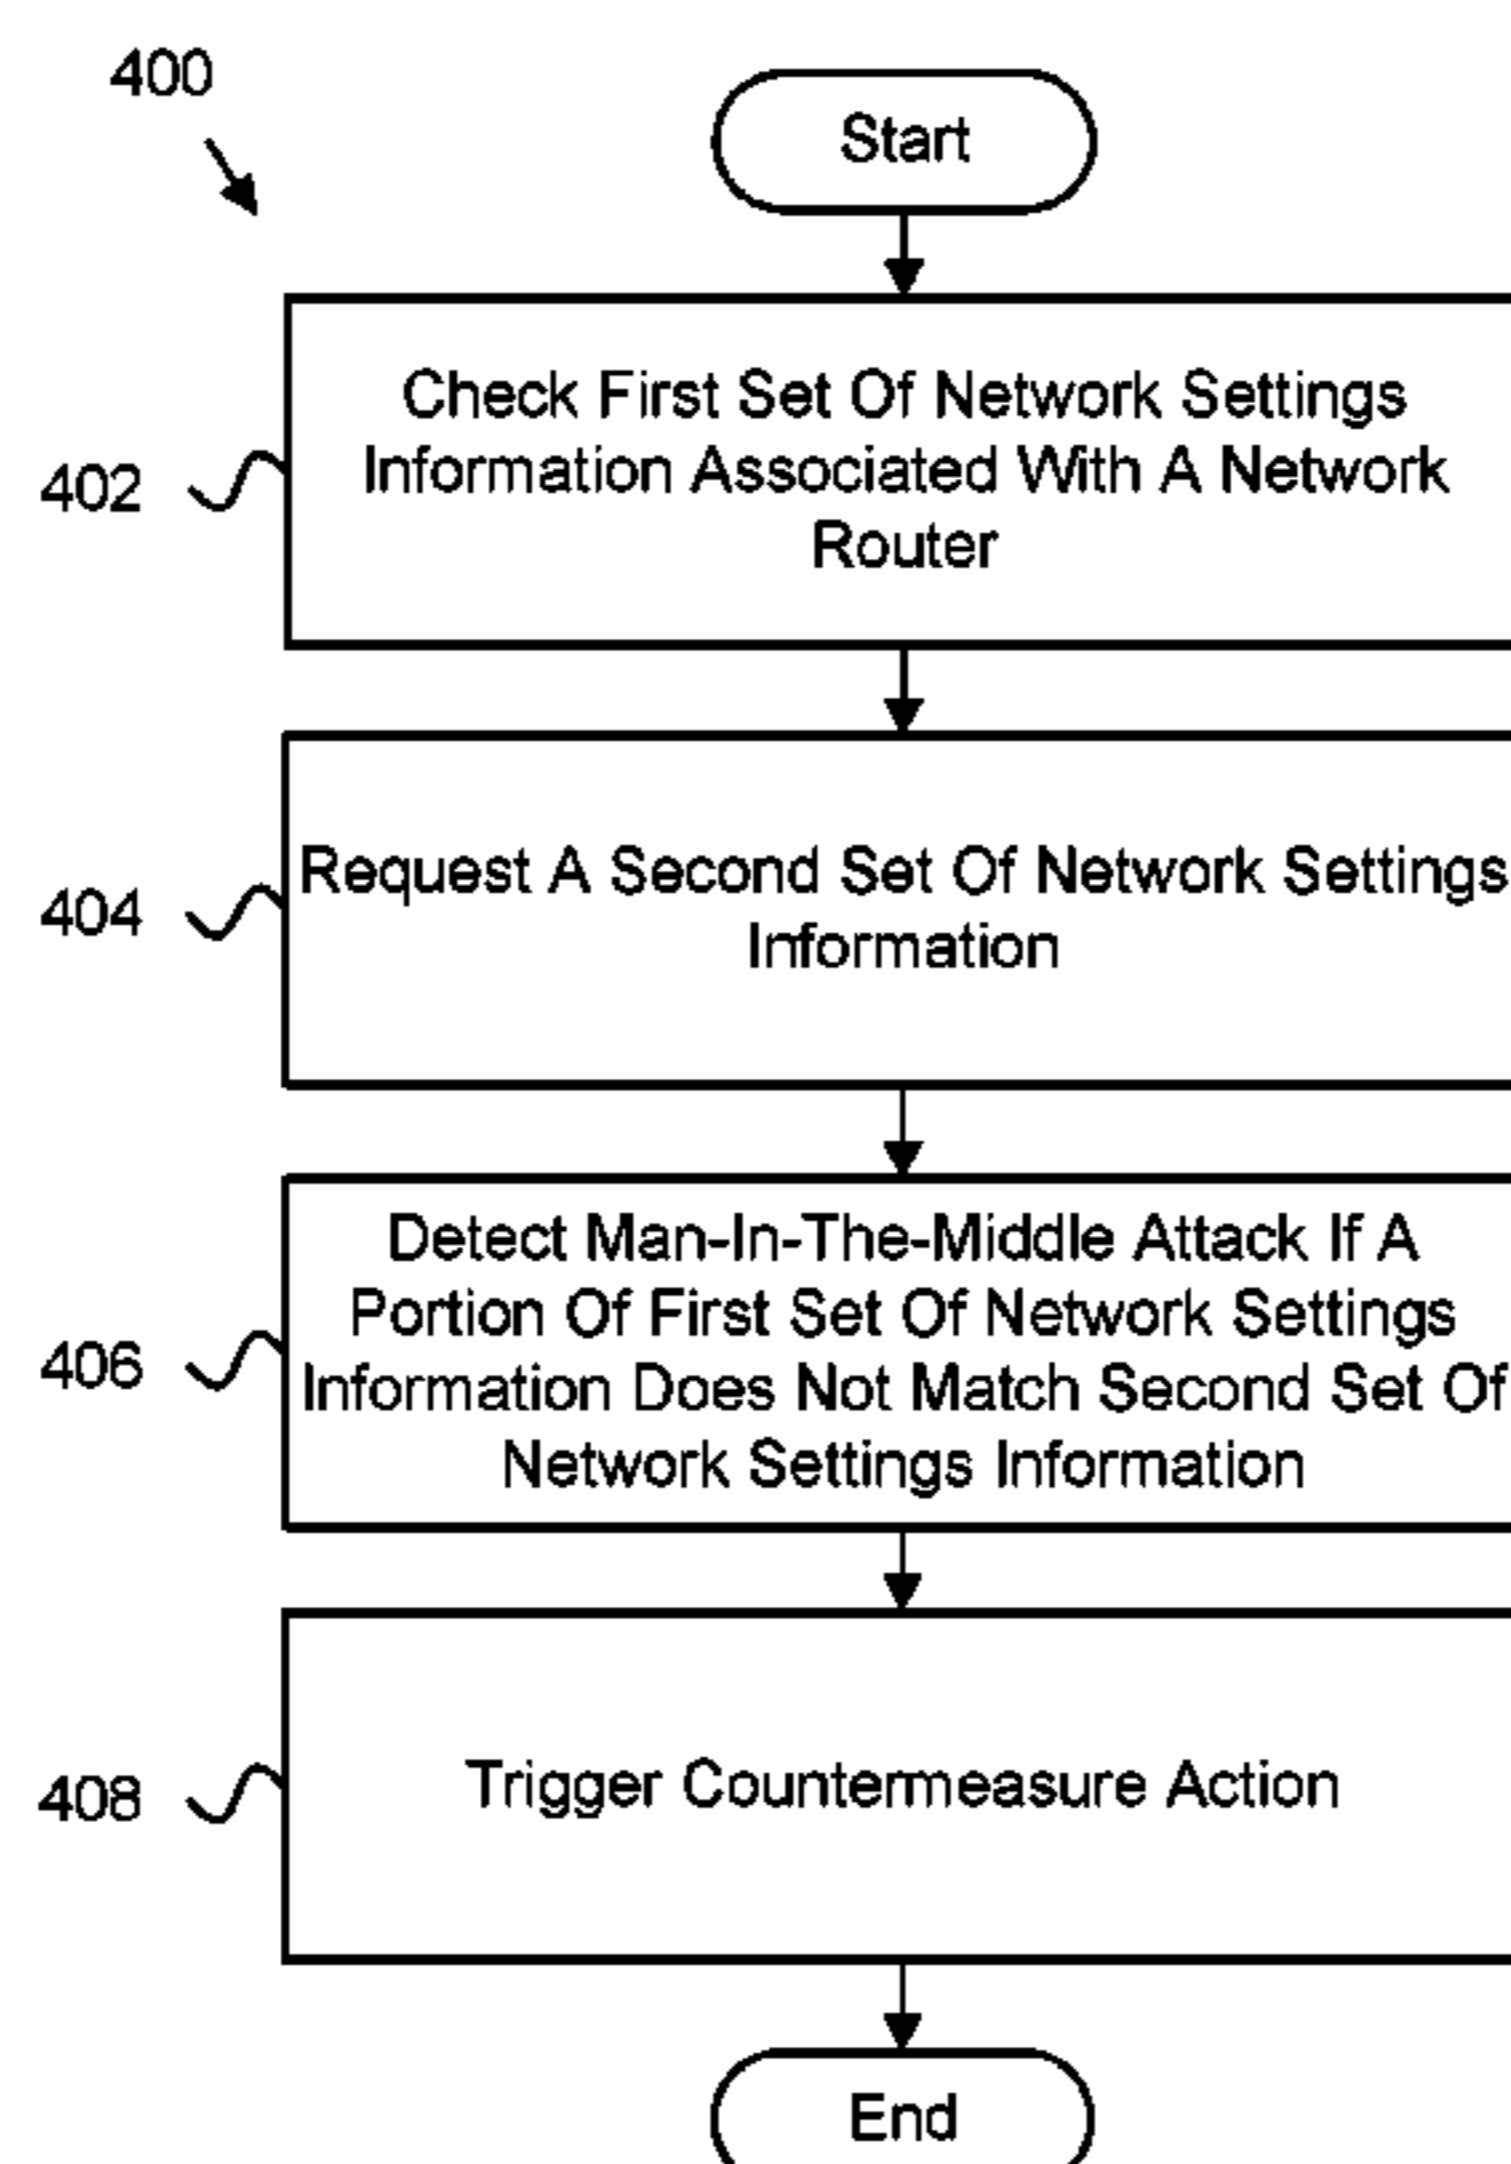 400
Start
Check First Set Of Network Settings
Information Associated With A Network
Router
402
Request A Second Set Of Network Settings
Information
404
Detect Man-In-The-Middle Attack If A
Portion Of First Set Of Network Settings
Information Does Not Match Second Set Of
Network Settings Information
406
Trigger Countermeasure Action
408
End